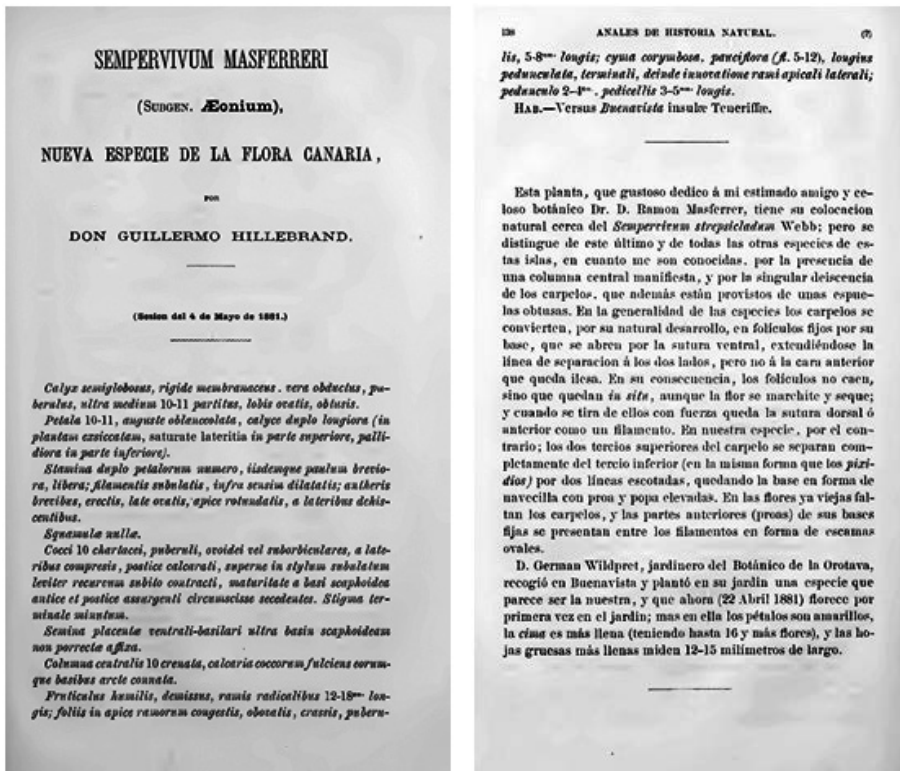 SEMPERVIVUM MASFERRERI
(Subgen. Æonium),
NUEVA ESPECIE DE LA FLORA CANARIA,
POR
DON GUILLERMO HILLEBRAND.
(Sesion del 4 de Mayo de 1881.)
Calyx semiglobosus, rigide membranaceus, vera obductus, pu-
berulus, ultra medium 10-11 partitus, lobis ovatis, obtusis.
Petala 10-11, anguste oblanceolata, calyce duplo longiora (in
plantam exsiccatam, saturate lateritia in parte superiore, palli-
diora in parte inferiore).
Stamina duplo petalorum numero, iisdemque paulum brevio-
ra, libera; filamentis subulatis, infra sensim dilatatis; antheris
brevibus, erectis, late ovatis, apice rotundatis, a lateribus dehis-
centibus.
Squamulæ nullæ.
Cocci 10 chartacei, puberuli, ovoidei vel suborbiculares, a late-
ribus compresis, postice calcarati, superne in stylum subulatum
leviter recurvum subito contracti, maturitate a basi scaphoidea
antice et postice assurgenti circumscisse secedentes. Stigma ter-
minale minutum.
Semina placentæ ventrali-basilari ultra basin scaphoideam
non porrectæ affixa.
Columna centralis 10 crenata, calcaria coccorum fulciens eorum-
que basibus arcte connata.
Fruticulus humilis, demissus, ramis radicalibus 12-18ᶜᵐ· lon-
gis; foliis in apice ramorum congestis, obovatis, crassis, puberu-
138 ANALES DE HISTORIA NATURAL. (2)
lis, 5-8ᵐᵐ· longis; cyma corymbosa, pauciflora (fl. 5-12), longius
pedunculata, terminali, deinde innovatione rami apicali laterali;
pedunculo 2-4ᶜᵐ·, pedicellis 3-5ᵐᵐ· longis.
Hab.—Versus Buenavista insulæ Teneriffæ.
Esta planta, que gustoso dedico á mi estimado amigo y ce-
loso botánico Dr. D. Ramon Masferrer, tiene su colocacion
natural cerca del Sempervivum strepsicladum Webb; pero se
distingue de este último y de todas las otras especies de es-
tas islas, en cuanto me son conocidas, por la presencia de
una columna central manifiesta, y por la singular deiscencia
de los carpelos, que además están provistos de unas espue-
las obtusas. En la generalidad de las especies los carpelos se
convierten, por su natural desarrollo, en folículos fijos por su
base, que se abren por la sutura ventral, extendiéndose la
línea de separacion á los dos lados, pero no á la cara anterior
que queda ilesa. En su consecuencia, los folículos no caen,
sino que quedan in situ, aunque la flor se marchite y seque;
y cuando se tira de ellos con fuerza queda la sutura dorsal ó
anterior como un filamento. En nuestra especie, por el con-
trario; los dos tercios superiores del carpelo se separan com-
pletamente del tercio inferior (en la misma forma que los pixi-
dios) por dos líneas escotadas, quedando la base en forma de
navecilla con proa y popa elevadas. En las flores ya viejas fal-
tan los carpelos, y las partes anteriores (proas) de sus bases
fijas se presentan entre los filamentos en forma de escamas
ovales.
D. German Wildpret, jardinero del Botánico de la Orotava,
recogió en Buenavista y plantó en su jardin una especie que
parece ser la nuestra, y que ahora (22 Abril 1881) florece por
primera vez en el jardin; mas en ella los pétalos son amarillos,
la cima es más llena (teniendo hasta 16 y más flores), y las ho-
jas gruesas más llenas miden 12-15 milímetros de largo.